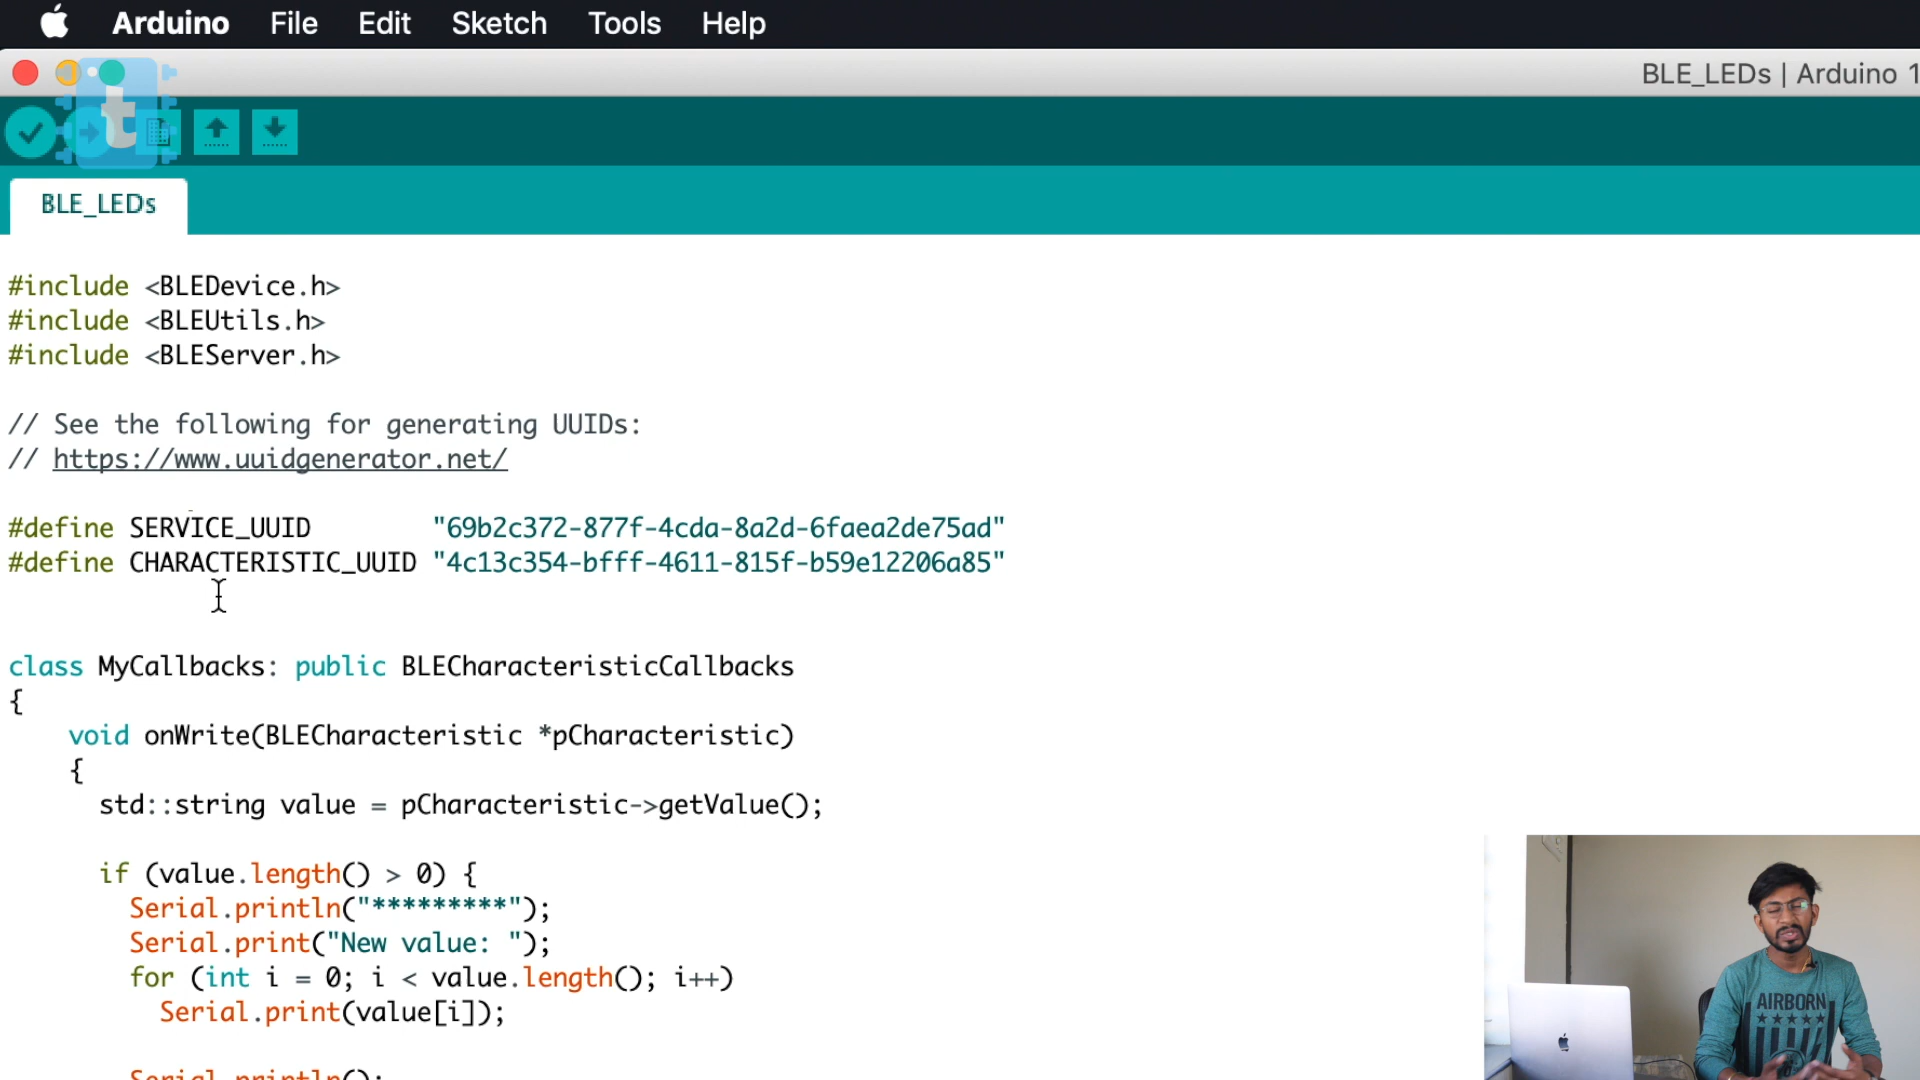 Arduino File Edit Sketch Tools Help
BLE_LEDs | Arduino 1
t
BLE_LEDs
#include <BLEDevice.h>
#include <BLEUtils.h>
#include <BLEServer.h>
// See the following for generating UUIDs:
// https://www.uuidgenerator.net/
#define SERVICE_UUID "69b2c372-877f-4cda-8a2d-6faea2de75ad"
#define CHARACTERISTIC_UUID "4c13c354-bfff-4611-815f-b59e12206a85"
class MyCallbacks: public BLECharacteristicCallbacks
{
void onWrite(BLECharacteristic *pCharacteristic)
{
std::string value = pCharacteristic->getValue();
if (value.length() > 0) {
Serial.println("*********");
Serial.print("New value: ");
for (int i = 0; i < value.length(); i++)
Serial.print(value[i]);
Serial.println();
AIRBORN